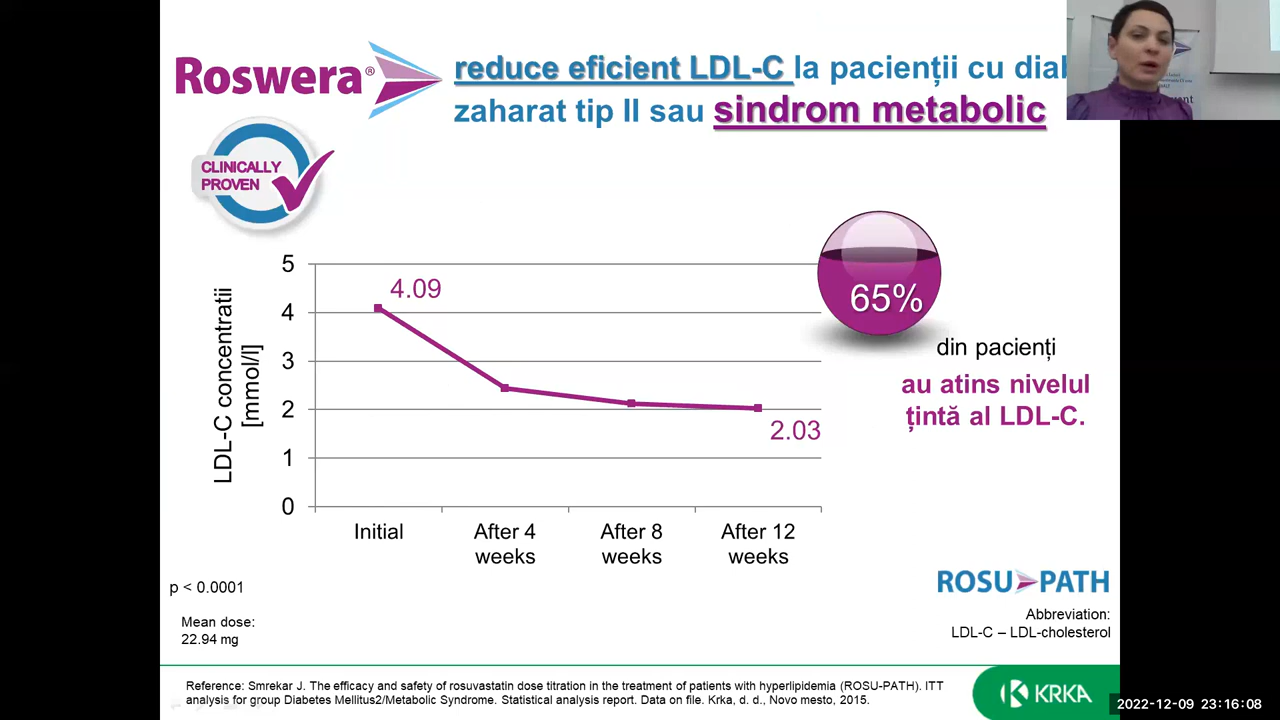 Roswera®
reduce eficient LDL-C la pacienții cu
zaharat tip II sau sindrom metabolic
CLINICALLY
PROVEN
LDL-C concentratii
[mmol/l]
5
4
3
2
1
0
4.09
2.03
Initial
After 4
weeks
After 8
weeks
After 12
weeks
65%
din pacienți
au atins nivelul
țintă al LDL-C.
p < 0.0001
Mean dose:
22.94 mg
ROSU PATH
Abbreviation:
LDL-C – LDL-cholesterol
Reference: Smrekar J. The efficacy and safety of rosuvastatin dose titration in the treatment of patients with hyperlipidemia (ROSU-PATH). ITT
analysis for group Diabetes Mellitus2/Metabolic Syndrome. Statistical analysis report. Data on file. Krka, d. d., Novo mesto, 2015.
KRKA
2022-12-09 23:16:08